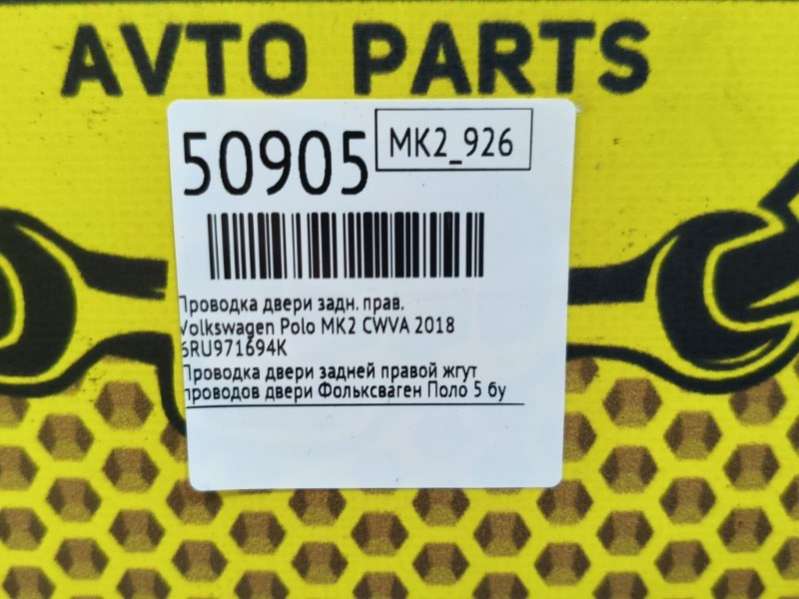 AVTO PARTS
50905
MK2_926
Проводка двери задн. прав.
Volkswagen Polo MK2 CWVA 2018
6RU971694K
Проводка двери задней правой жгут
проводов двери Фольксваген Поло 5 бу